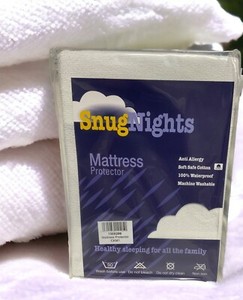 SnugNights
Mattress
Protector
Anti Allergy
Soft Safe Cotton
100% Waterproof
Machine Washable
Healthy sleeping for all the family